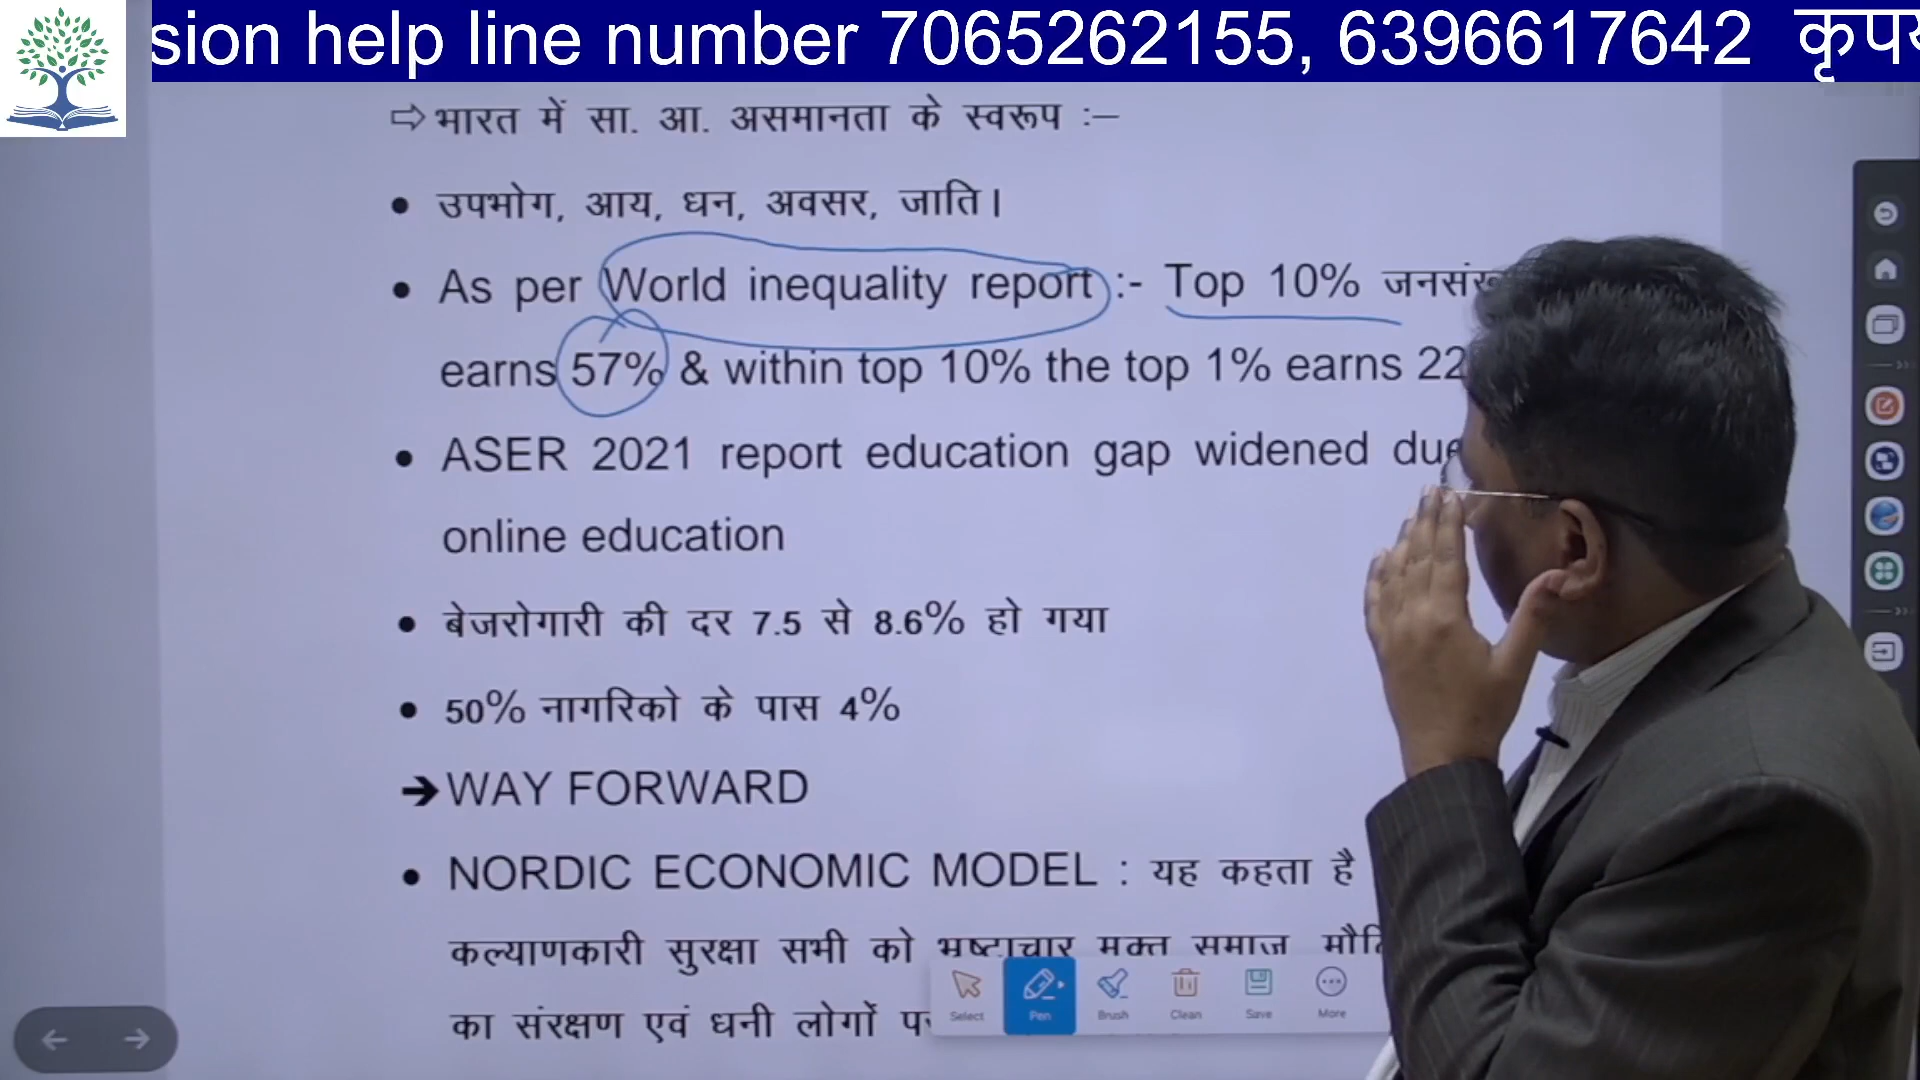 sion help line number 7065262155, 6396617642
⇨ भारत में सा. आ. असमानता के स्वरूप :–
• उपभोग, आय, धन, अवसर, जाति।
• As per World inequality report :- Top 10%
earns 57% & within top 10% the top 1% earns 22
• ASER 2021 report education gap widened due
online education
• बेजरोगारी की दर 7.5 से 8.6% हो गया
• 50% नागरिको के पास 4%
➔ WAY FORWARD
• NORDIC ECONOMIC MODEL : यह कहता है
कल्याणकारी सुरक्षा सभी को भ्रष्टाचार मुक्त समाज
का संरक्षण एवं धनी लोगों
Select Pen Brush Clean Save More